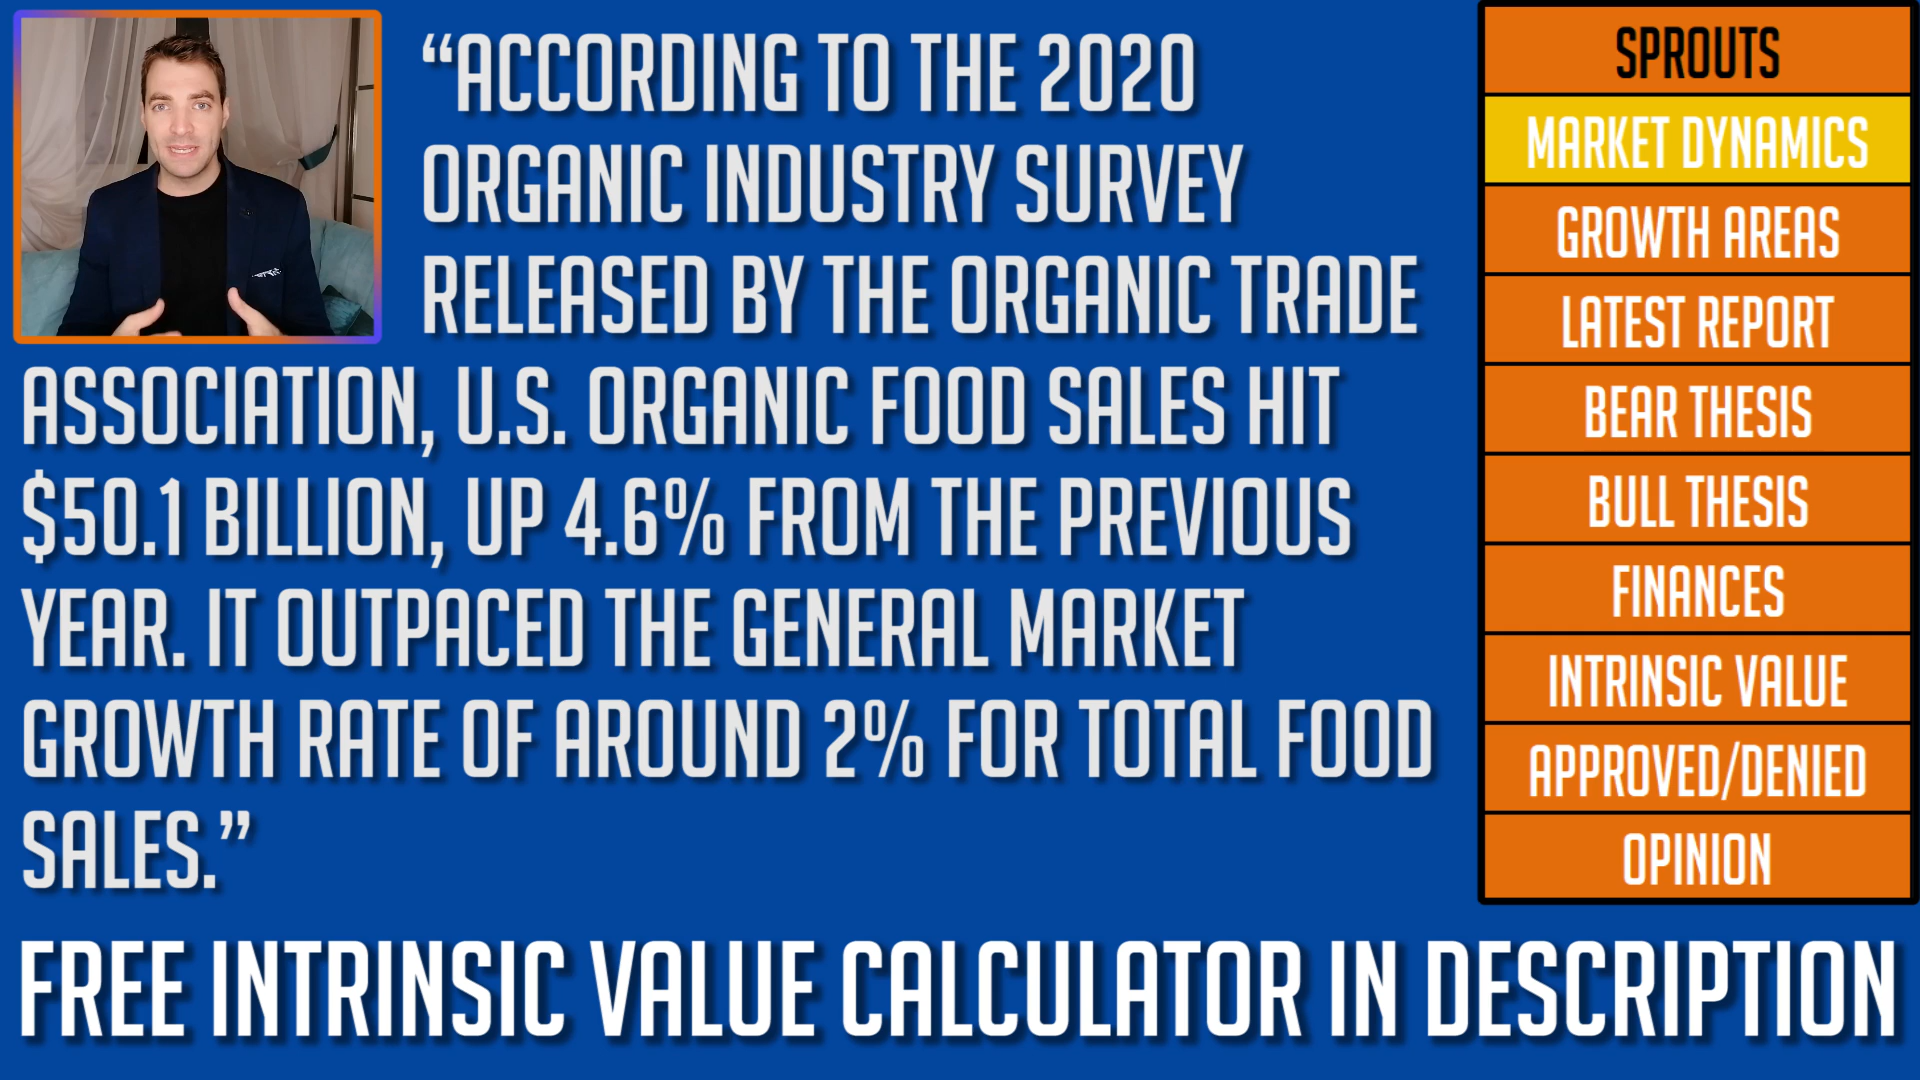 “ACCORDING TO THE 2020
ORGANIC INDUSTRY SURVEY
RELEASED BY THE ORGANIC TRADE
ASSOCIATION, U.S. ORGANIC FOOD SALES HIT
$50.1 BILLION, UP 4.6% FROM THE PREVIOUS
YEAR. IT OUTPACED THE GENERAL MARKET
GROWTH RATE OF AROUND 2% FOR TOTAL FOOD
SALES.”
SPROUTS
MARKET DYNAMICS
GROWTH AREAS
LATEST REPORT
BEAR THESIS
BULL THESIS
FINANCES
INTRINSIC VALUE
APPROVED/DENIED
OPINION
FREE INTRINSIC VALUE CALCULATOR IN DESCRIPTION